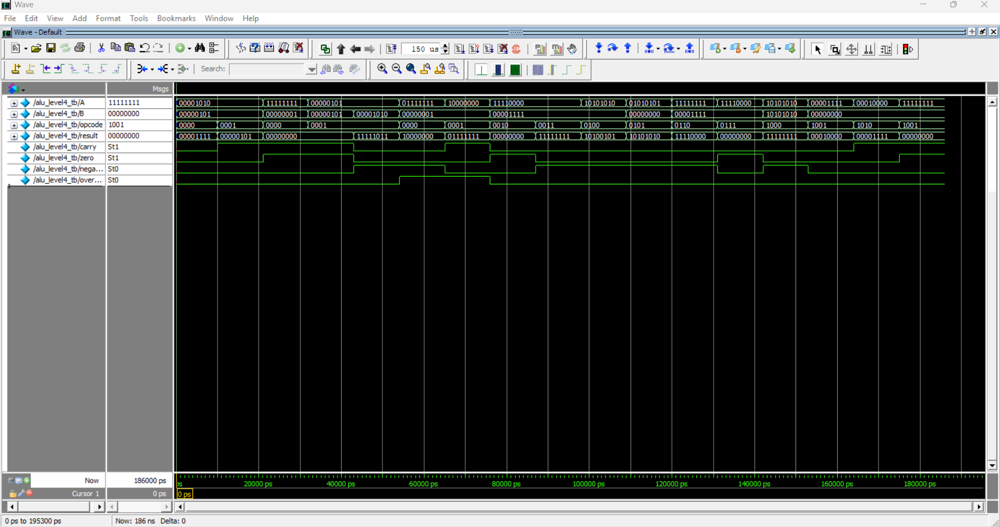 Wave
File Edit View Add Format Tools Bookmarks Window Help
Wave - Default
150 us
Search:
Msgs
/alu_level4_tb/A 11111111 00001010 11111111 00000101 01111111 10000000 11110000 10101010 01010101 11111111 11110000 10101010 00001111 00010000 11111111
/alu_level4_tb/B 00000000 00000101 00000001 00000101 00001010 00000001 00001111 00000000 00001111 10101010 00000000
/alu_level4_tb/opcode 1001 0000 0001 0000 0001 0000 0001 0010 0011 0100 0101 0110 0111 1000 1001 1010 1001
/alu_level4_tb/result 00000000 00001111 00000101 00000000 11111011 10000000 01111111 00000000 11111111 10100101 10101010 11110000 00000000 11111111 00010000 00001111 00000000
/alu_level4_tb/carry St1
/alu_level4_tb/zero St1
/alu_level4_tb/nega... St0
/alu_level4_tb/over... St0
Now 186000 ps ps 20000 ps 40000 ps 60000 ps 80000 ps 100000 ps 120000 ps 140000 ps 160000 ps 180000 ps
Cursor 1 0 ps 0 ps
0 ps to 195300 ps Now: 186 ns Delta: 0